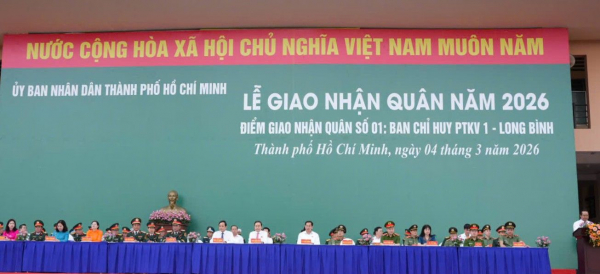 NƯỚC CỘNG HÒA XÃ HỘI CHỦ NGHĨA VIỆT NAM MUÔN NĂM
ỦY BAN NHÂN DÂN THÀNH PHỐ HỒ CHÍ MINH
LỄ GIAO NHẬN QUÂN NĂM 2026
ĐIỂM GIAO NHẬN QUÂN SỐ 01: BAN CHỈ HUY PTKV 1 - LONG BÌNH
Thành phố Hồ Chí Minh, ngày 04 tháng 3 năm 2026